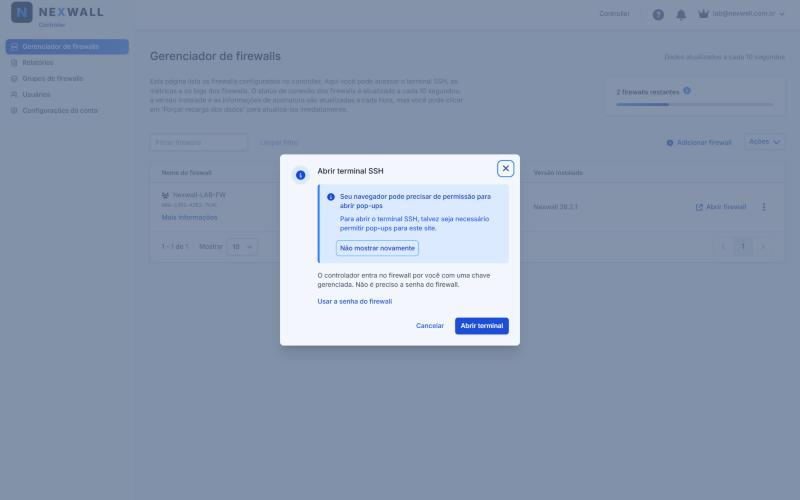 NEXWALL
Controller
Controller
lab@nexwall.com.br
Gerenciador de firewalls
Relatórios
Grupos de firewalls
Usuários
Configurações da conta
Gerenciador de firewalls
Dados atualizados a cada 10 segundos
Esta página lista os firewalls configurados no controller. Aqui você pode acessar o terminal SSH, as
métricas e os logs dos firewalls. O status de conexão dos firewalls é atualizado a cada 10 segundos;
a versão instalada e as informações de assinatura são atualizadas a cada hora, mas você pode clicar
em "Forçar recarga dos dados" para atualizá-las imediatamente.
2 firewalls restantes
Filtrar firewalls
Limpar filtro
Adicionar firewall
Ações
Nome do firewall
Versão instalada
Nexwall-LAB-FW
Mais informações
Nexwall 28.2.1
Abrir firewall
1 - 1 de 1
Mostrar
10
1
Abrir terminal SSH
Seu navegador pode precisar de permissão para
abrir pop-ups
Para abrir o terminal SSH, talvez seja necessário
permitir pop-ups para este site.
Não mostrar novamente
O controlador entra no firewall por você com uma chave
gerenciada. Não é preciso a senha do firewall.
Usar a senha do firewall
Cancelar
Abrir terminal